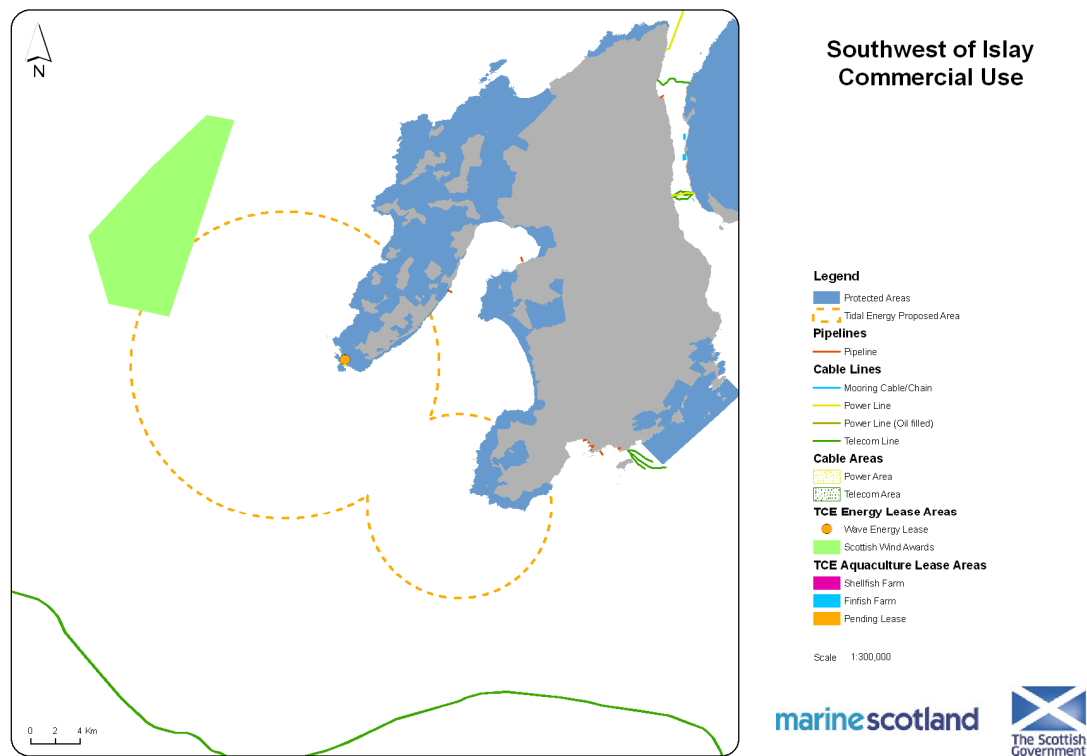 N
Southwest of Islay
Commercial Use
Legend
Protected Areas
Tidal Energy Proposed Area
Pipelines
Pipeline
Cable Lines
Mooring Cable/Chain
Power Line
Power Line (Oil filled)
Telecom Line
Cable Areas
Power Area
Telecom Area
TCE Energy Lease Areas
Wave Energy Lease
Scottish Wind Awards
TCE Aquaculture Lease Areas
Shellfish Farm
Finfish Farm
Pending Lease
Scale 1:300,000
0 2 4 Km
marinescotland
The Scottish
Government